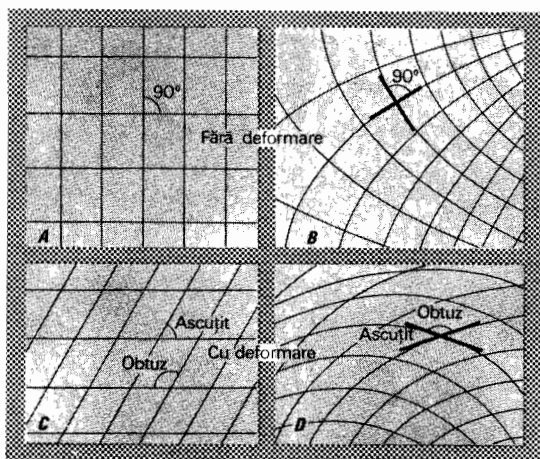 90°
90°
Fără deformare
A
B
Ascuțit
Obtuz
Cu deformare
Obtuz
Ascuțit
C
D